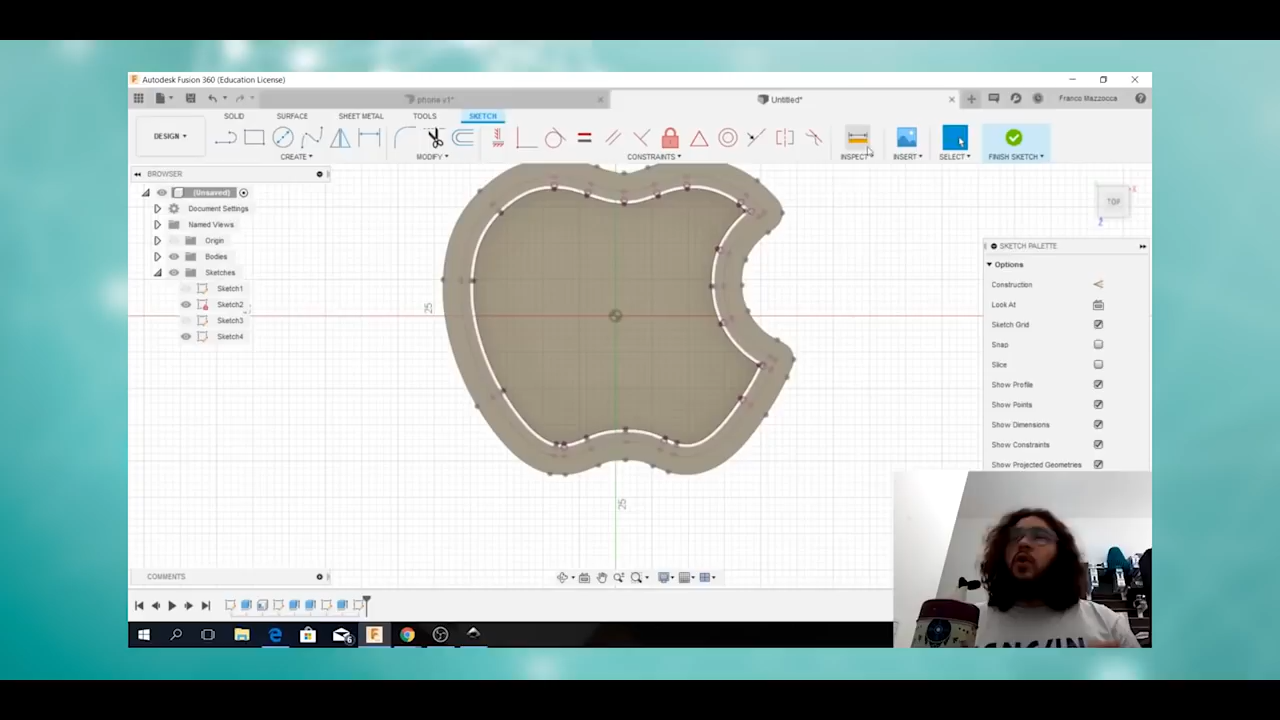 Autodesk Fusion 360 (Education License)
phone v1*
Untitled*
Franco Mazzocca
SOLID SURFACE SHEET METAL TOOLS SKETCH
DESIGN
CREATE MODIFY CONSTRAINTS INSPECT INSERT SELECT FINISH SKETCH
BROWSER
(Unsaved)
Document Settings
Named Views
Origin
Bodies
Sketches
Sketch1
Sketch2
Sketch3
Sketch4
25
25
TOP
SKETCH PALETTE
Options
Construction
Look At
Sketch Grid
Snap
Slice
Show Profile
Show Points
Show Dimensions
Show Constraints
Show Projected Geometries
COMMENTS